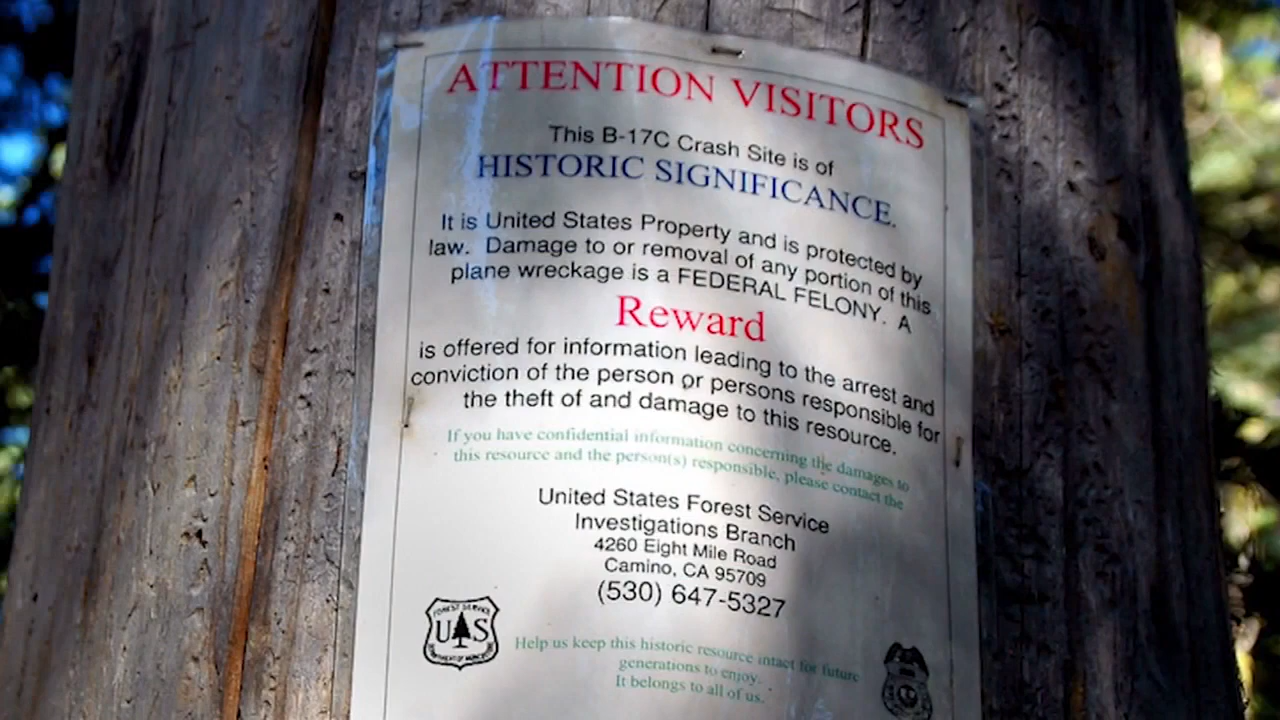 ATTENTION VISITORS
This B-17C Crash Site is of
HISTORIC SIGNIFICANCE.
It is United States Property and is protected by
law. Damage to or removal of any portion of this
plane wreckage is a FEDERAL FELONY. A
Reward
is offered for information leading to the arrest and
conviction of the person or persons responsible for
the theft of and damage to this resource.
If you have confidential information concerning the damages to
this resource and the person(s) responsible, please contact the
United States Forest Service
Investigations Branch
4260 Eight Mile Road
Camino, CA 95709
(530) 647-5327
FOREST SERVICE
U S
DEPARTMENT OF AGRICULTURE
Help us keep this historic resource intact for future
generations to enjoy.
It belongs to all of us.